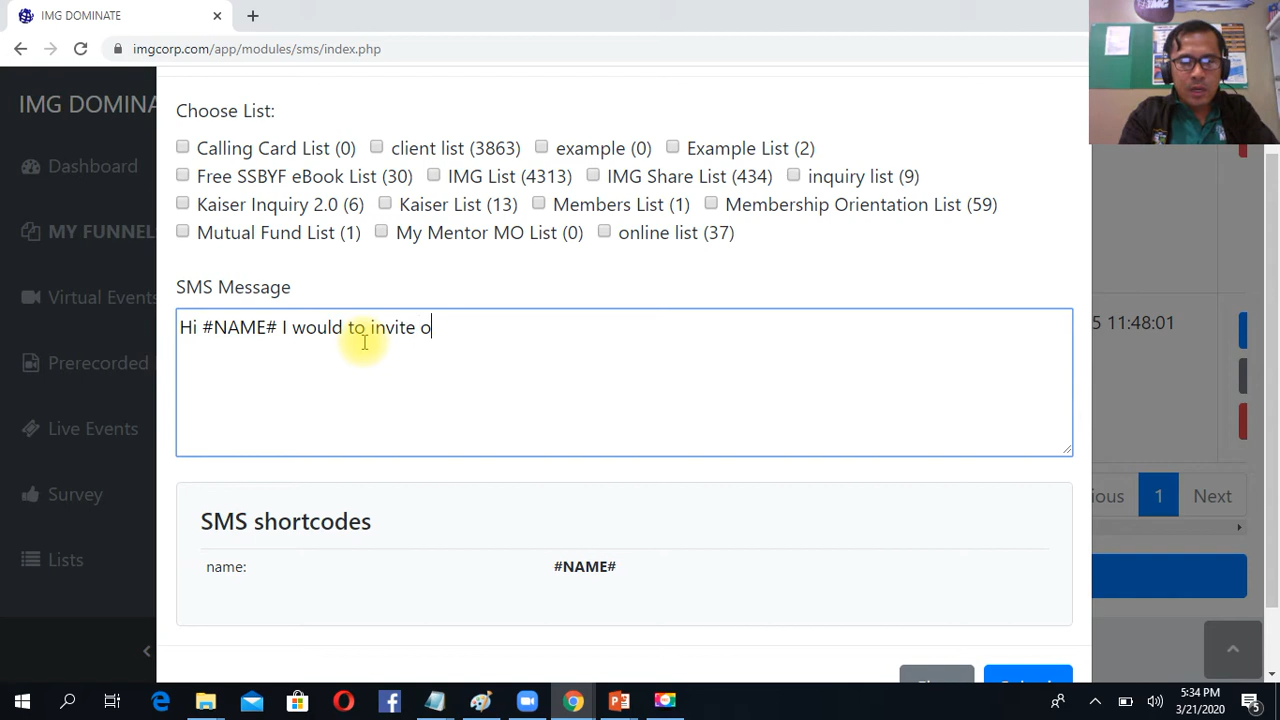 IMG DOMINATE
imgcorp.com/app/modules/sms/index.php
IMG DOMINA
Dashboard
MY FUNNEL
Virtual Events
Prerecorded
Live Events
Survey
Lists
Choose List:
Calling Card List (0) client list (3863) example (0) Example List (2)
Free SSBYF eBook List (30) IMG List (4313) IMG Share List (434) inquiry list (9)
Kaiser Inquiry 2.0 (6) Kaiser List (13) Members List (1) Membership Orientation List (59)
Mutual Fund List (1) My Mentor MO List (0) online list (37)
SMS Message
Hi #NAME# I would to invite o
SMS shortcodes
name: #NAME#
5 11:48:01
ious 1 Next
5:34 PM
3/21/2020
5